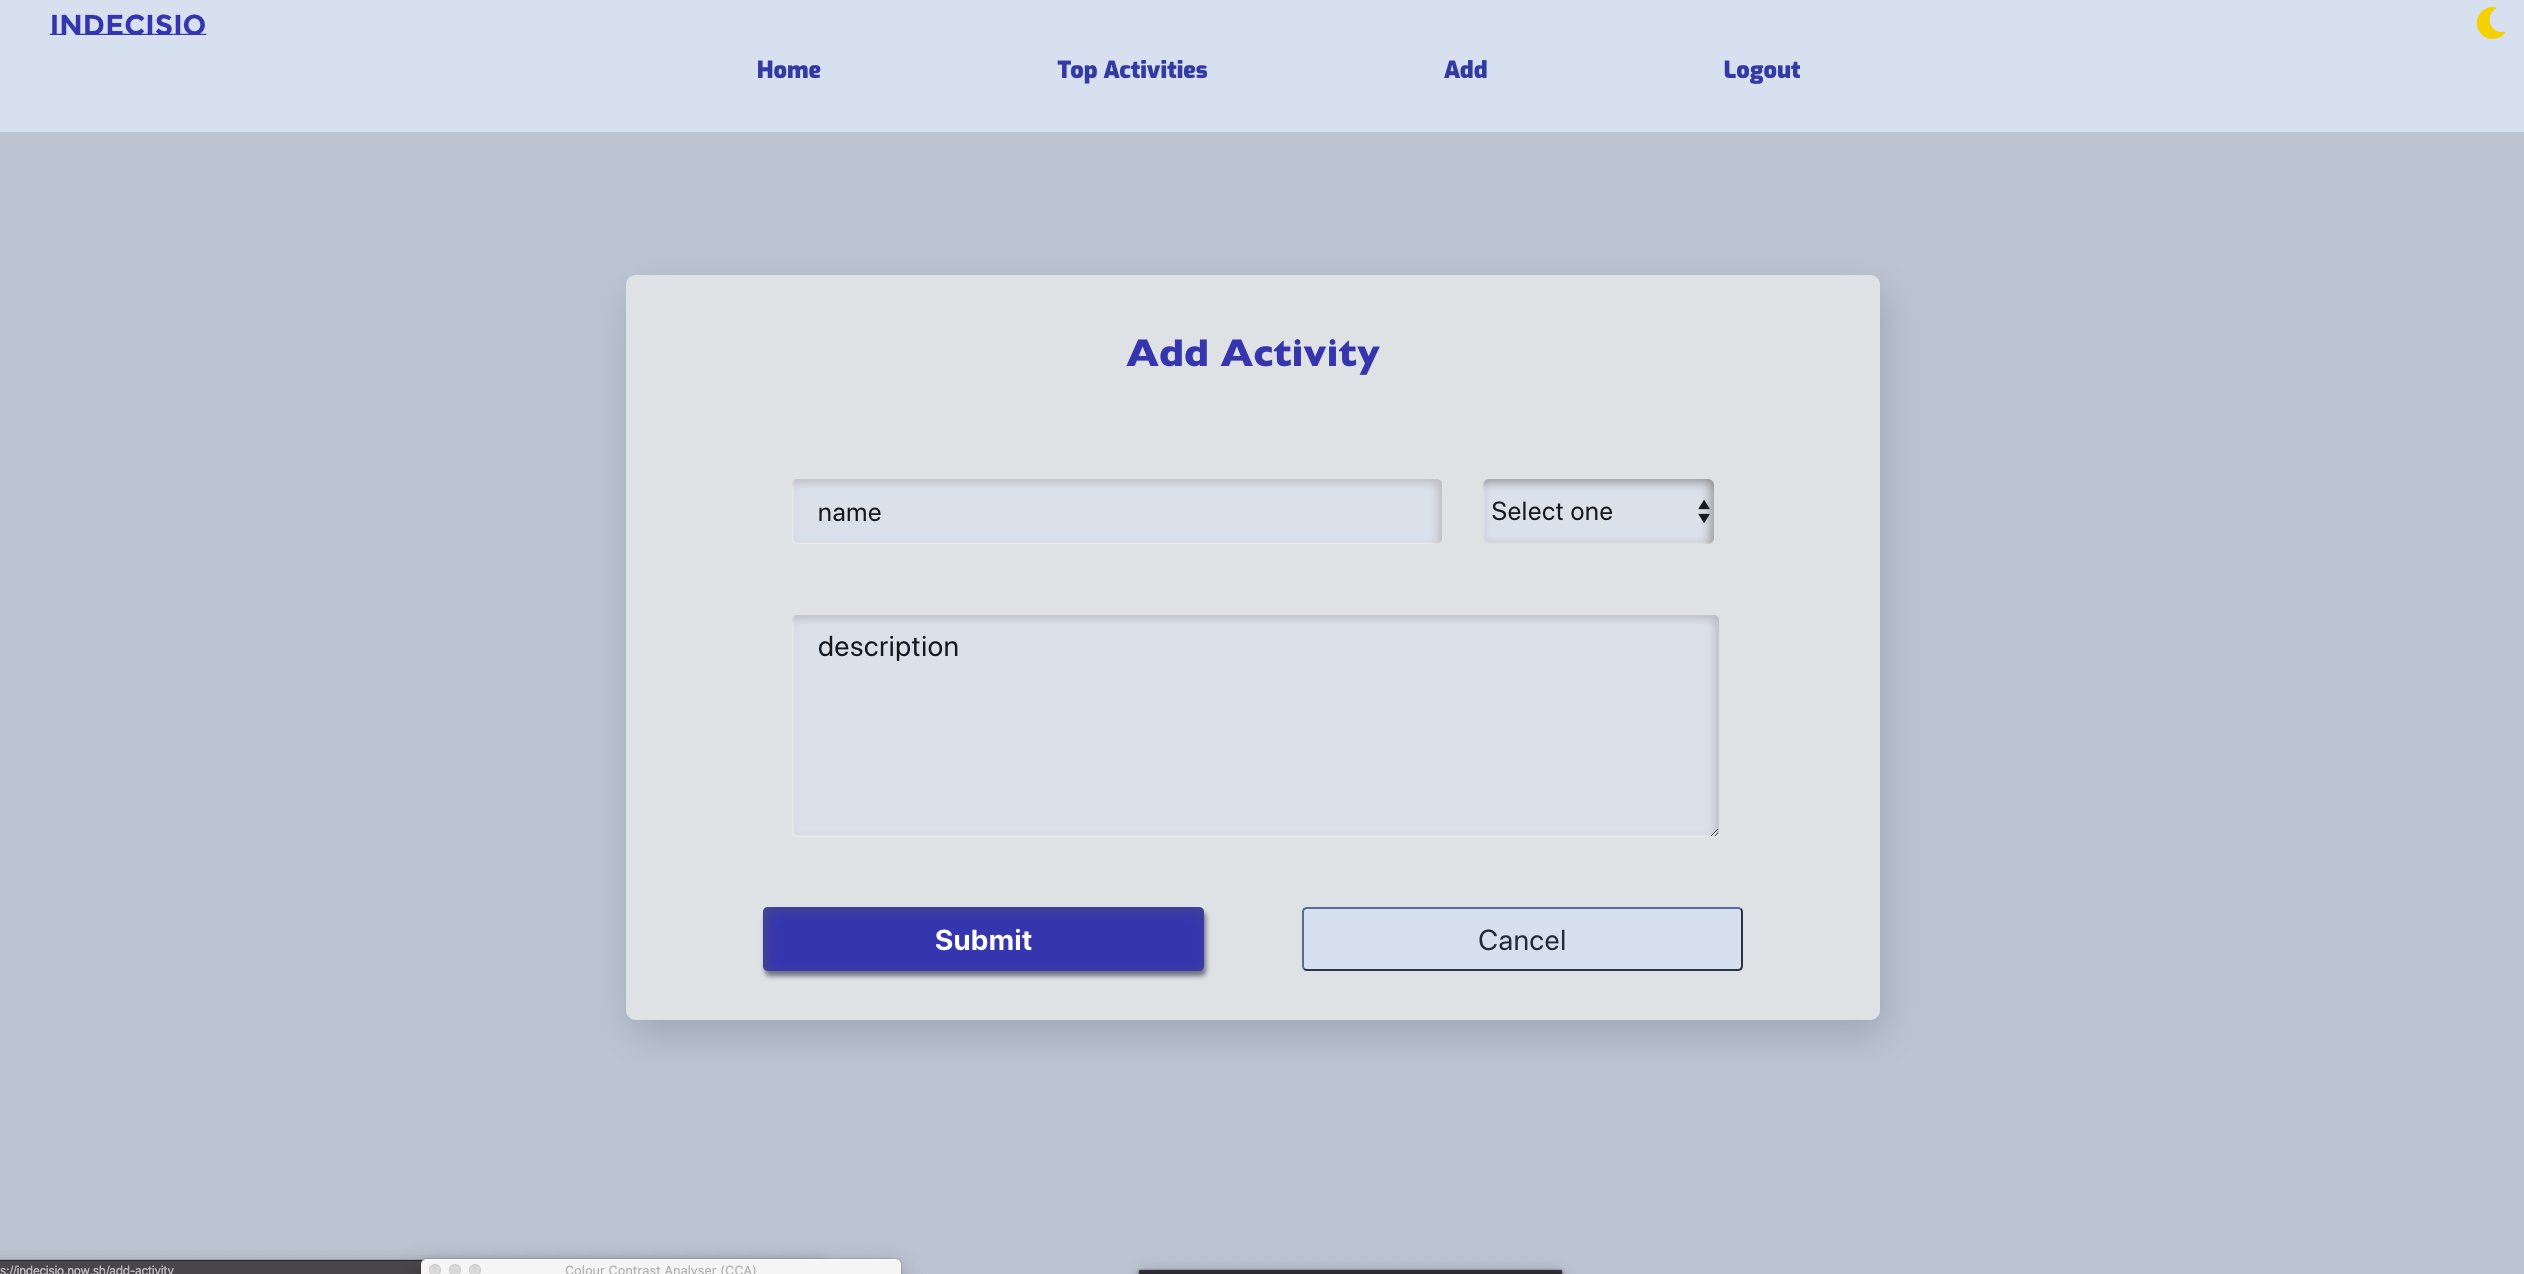 INDECISIO
Home Top Activities Add Logout
Add Activity
name Select one
description
Submit Cancel
s://indecisio.now.sh/add-activity Colour Contrast Analyser (CCA)